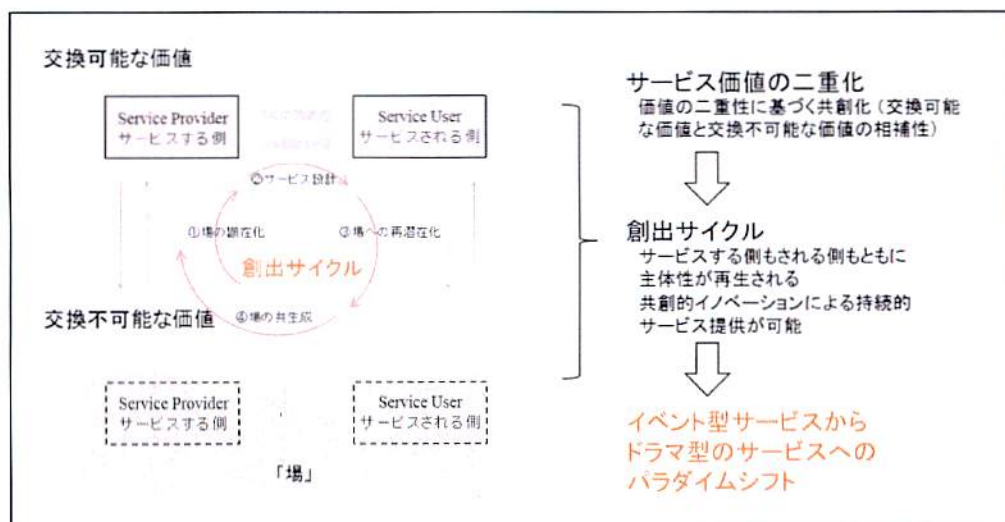 交換可能な価値
Service Provider
サービスする側
Service User
サービスされる側
②サービス設計
①場の顕在化
③場への再潜在化
創出サイクル
④場の共生成
交換不可能な価値
Service Provider
サービスする側
Service User
サービスされる側
「場」
サービス価値の二重化
価値の二重性に基づく共創化（交換可能
な価値と交換不可能な価値の相補性）
創出サイクル
サービスする側もされる側もともに
主体性が再生される
共創的イノベーションによる持続的
サービス提供が可能
イベント型サービスから
ドラマ型のサービスへの
パラダイムシフト